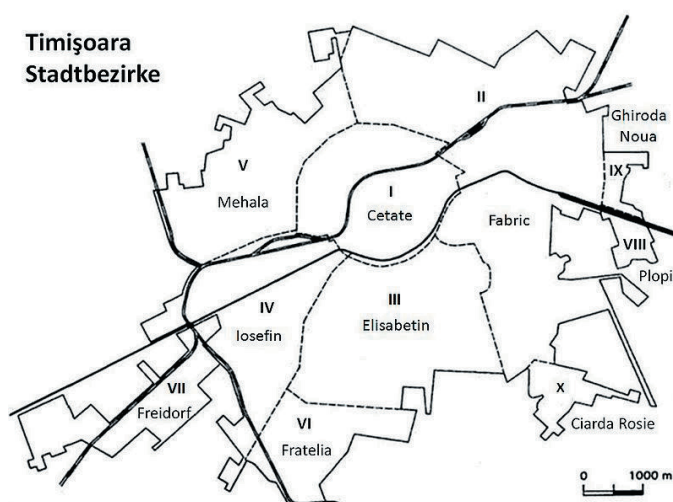 Timişoara
Stadtbezirke
II
Ghiroda
Noua
V
Mehala
I
Cetate
IX
Fabric
VIII
Plopi
IV
Iosefin
III
Elisabetin
VII
Freidorf
VI
Fratelia
X
Ciarda Rosie
0 1000 m